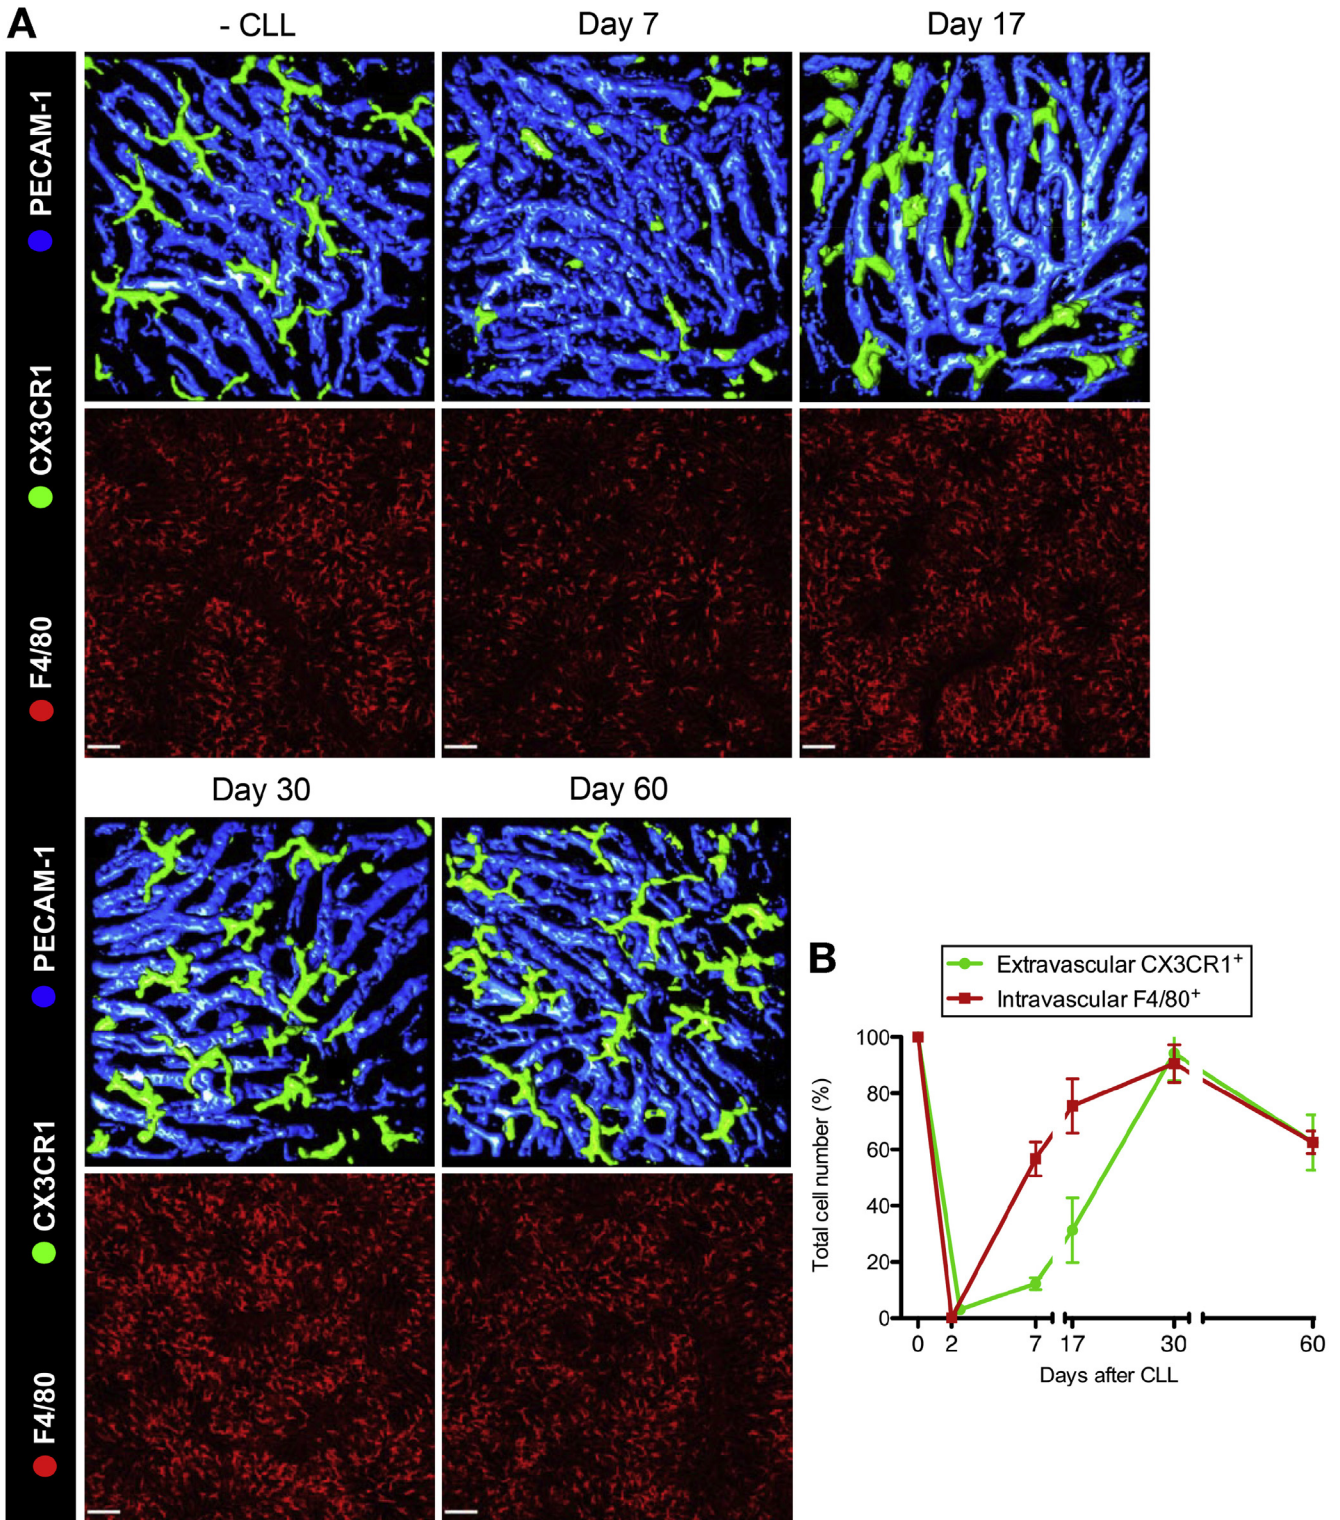 A
- CLL
Day 7
Day 17
PECAM-1
CX3CR1
F4/80
Day 30
Day 60
PECAM-1
CX3CR1
F4/80
B
Extravascular CX3CR1+
Intravascular F4/80+
100
80
60
40
20
0
Total cell number (%)
0 2 7 17 30 60
Days after CLL